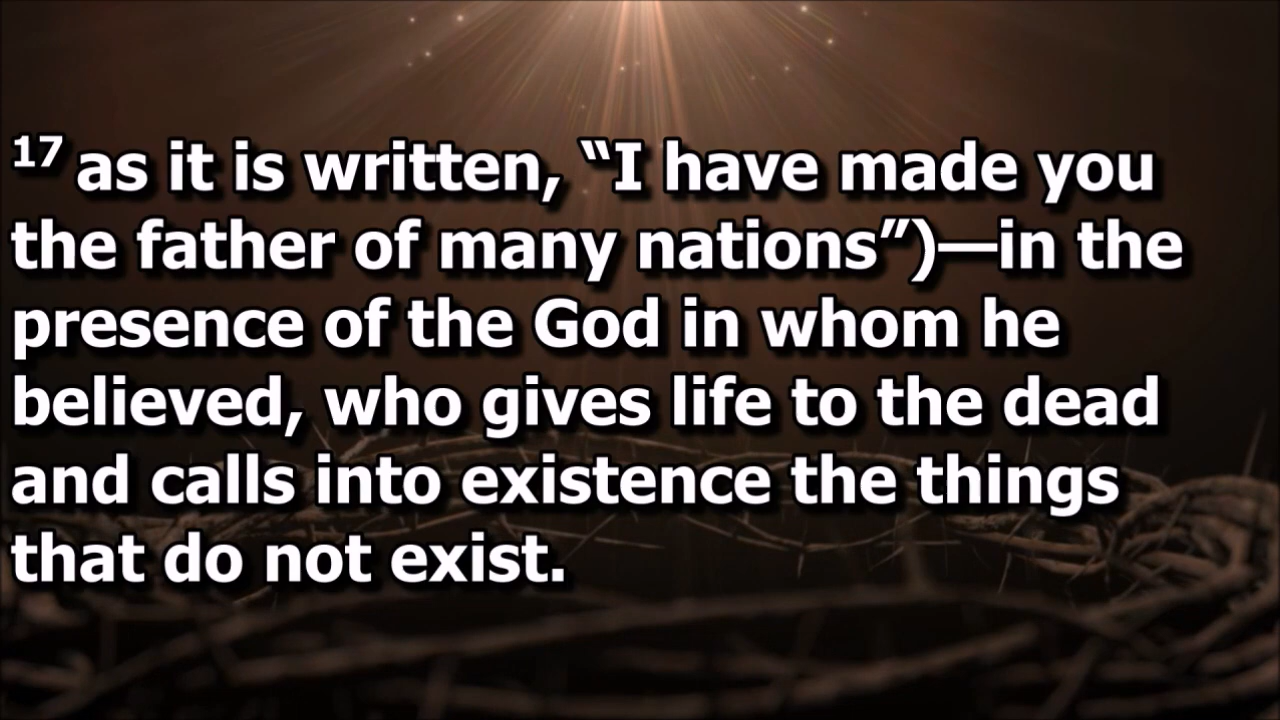 17 as it is written, “I have made you
the father of many nations”)—in the
presence of the God in whom he
believed, who gives life to the dead
and calls into existence the things
that do not exist.